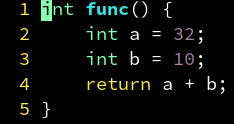 1 int func() {
2     int a = 32;
3     int b = 10;
4     return a + b;
5 }